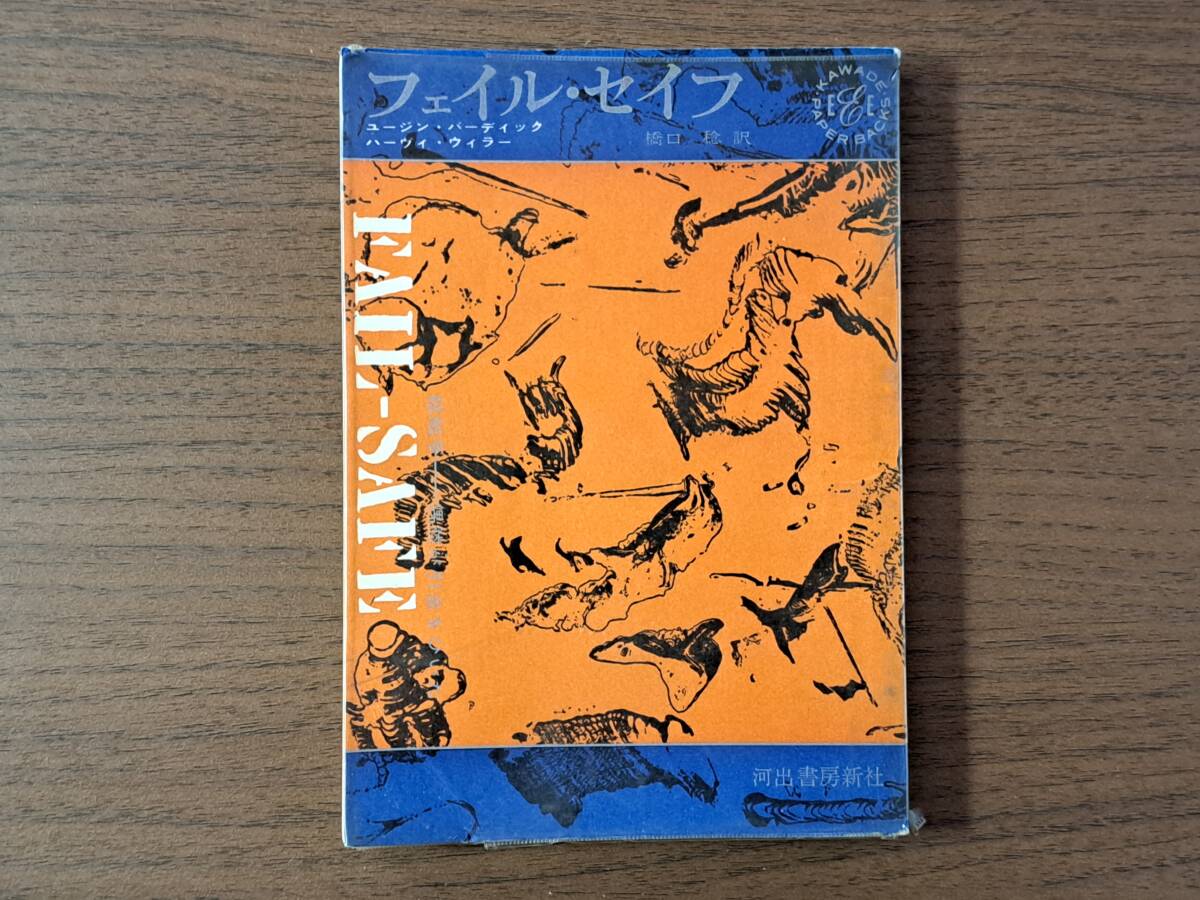 フェイル・セイフ
ユージン・バーディック
ハーヴィ・ウィラー
橋口 稔 訳
KAWADE PAPER BACKS
E E E
FAIL-SAFE
河出書房新社